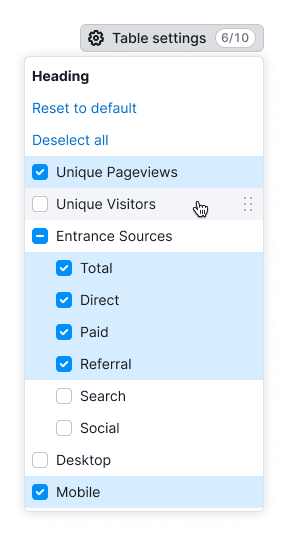 Table settings 6/10
Heading
Reset to default
Deselect all
Unique Pageviews
Unique Visitors
Entrance Sources
Total
Direct
Paid
Referral
Search
Social
Desktop
Mobile